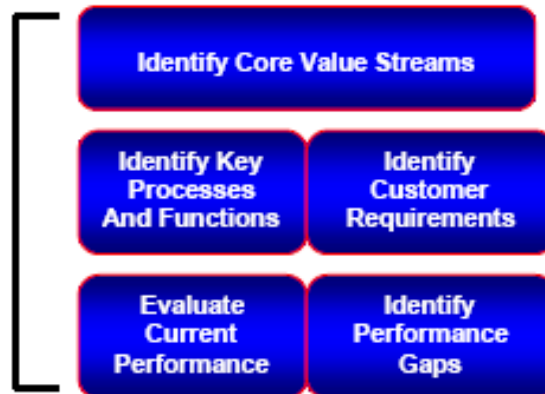 Identify Core Value Streams
Identify Key
Processes
And Functions
Identify
Customer
Requirements
Evaluate
Current
Performance
Identify
Performance
Gaps